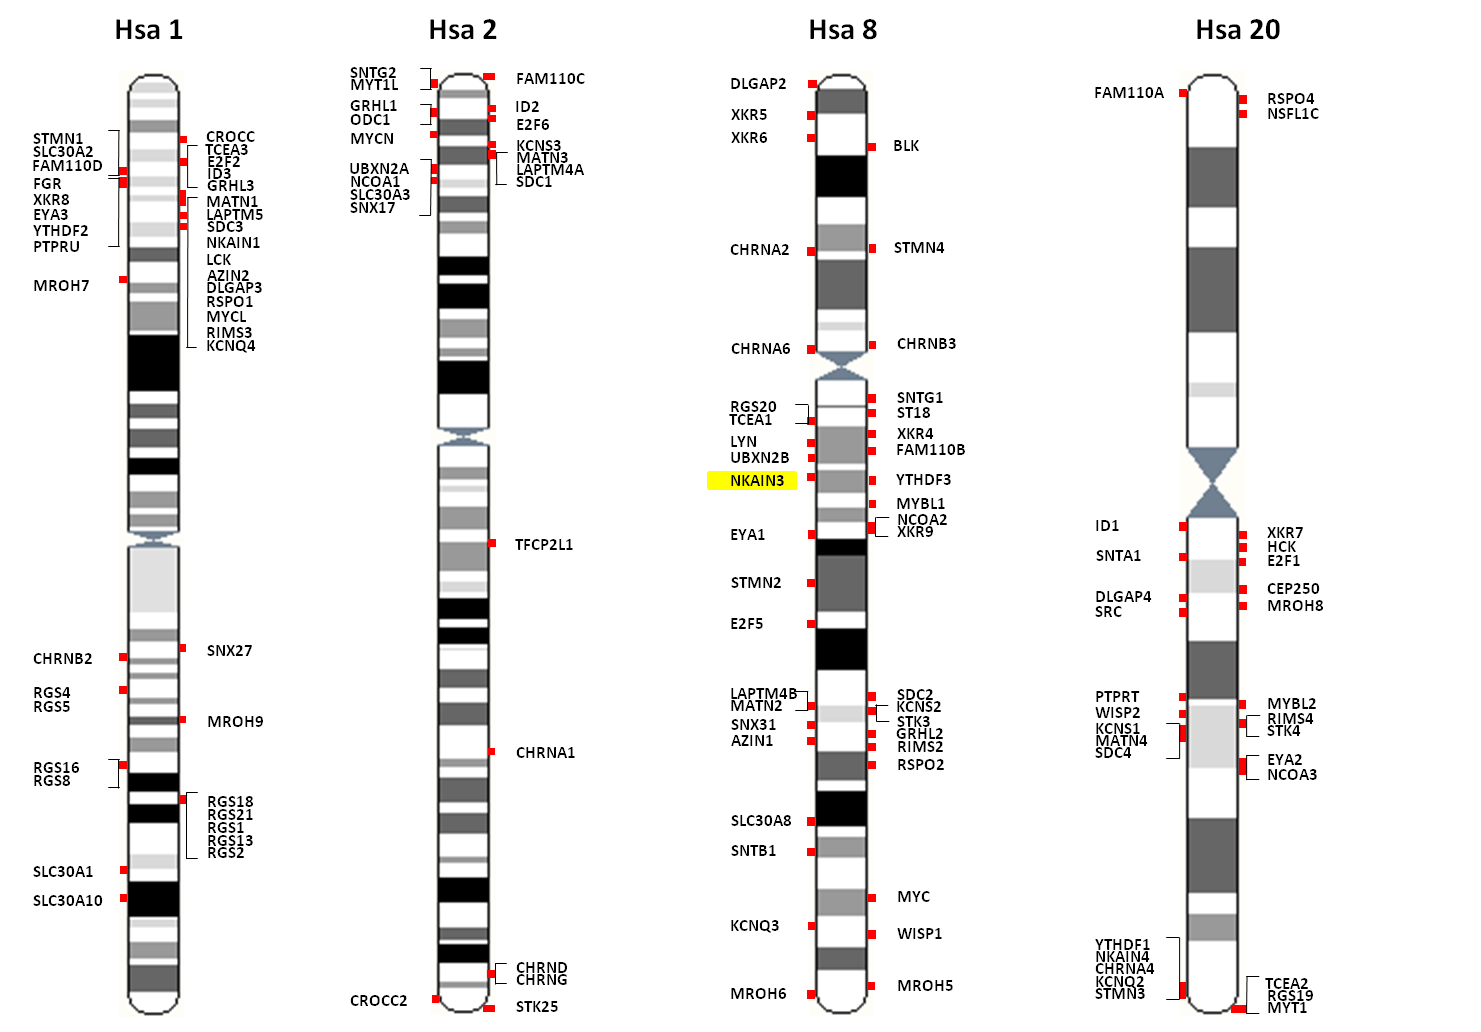 Hsa 1
STMN1
SLC30A2
FAM110D
FGR
XKR8
EYA3
YTHDF2
PTPRU
MROH7
CHRNB2
RGS4
RGS5
RGS16
RGS8
SLC30A1
SLC30A10
CROCC
TCEA3
E2F2
ID3
GRHL3
MATN1
LAPTM5
SDC3
NKAIN1
LCK
AZIN2
DLGAP3
RSPO1
MYCL
RIMS3
KCNQ4
SNX27
MROH9
RGS18
RGS21
RGS1
RGS13
RGS2
Hsa 2
SNTG2
MYT1L
GRHL1
ODC1
MYCN
UBXN2A
NCOA1
SLC30A3
SNX17
CROCC2
FAM110C
ID2
E2F6
KCNS3
MATN3
LAPTM4A
SDC1
TFCP2L1
CHRNA1
CHRND
CHRNG
STK25
Hsa 8
DLGAP2
XKR5
XKR6
CHRNA2
CHRNA6
RGS20
TCEA1
LYN
UBXN2B
NKAIN3
EYA1
STMN2
E2F5
LAPTM4B
MATN2
SNX31
AZIN1
SLC30A8
SNTB1
KCNQ3
MROH6
BLK
STMN4
CHRNB3
SNTG1
ST18
XKR4
FAM110B
YTHDF3
MYBL1
NCOA2
XKR9
SDC2
KCNS2
STK3
GRHL2
RIMS2
RSPO2
MYC
WISP1
MROH5
Hsa 20
FAM110A
ID1
SNTA1
DLGAP4
SRC
PTPRT
WISP2
KCNS1
MATN4
SDC4
YTHDF1
NKAIN4
CHRNA4
KCNQ2
STMN3
RSPO4
NSFL1C
XKR7
HCK
E2F1
CEP250
MROH8
MYBL2
RIMS4
STK4
EYA2
NCOA3
TCEA2
RGS19
MYT1